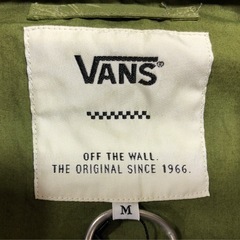 VANS®
OFF THE WALL.
THE ORIGINAL SINCE 1966.
M